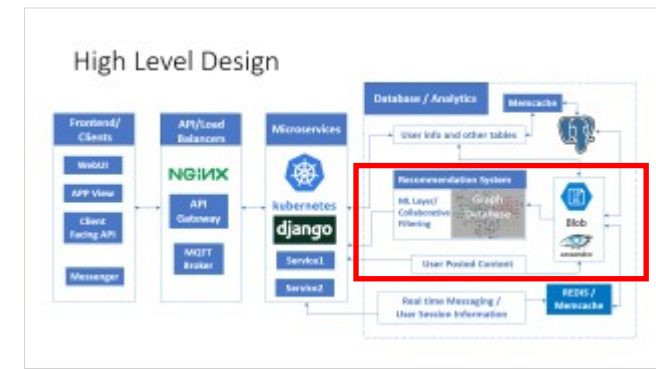 High Level Design
Frontend/
Clients
WebUI
APP View
Client
Facing API
Messenger
API/Load
Balancers
NGINX
API
Gateway
MQTT
Broker
Microservices
kubernetes
django
Service1
Service2
Database / Analytics
Memcache
User info and other tables
Recommendation System
ML Layer/
Collaborative
Filtering
Graph
Database
Blob
cassandra
User Posted Content
Real time Messaging /
User Session Information
REDIS /
Memcache